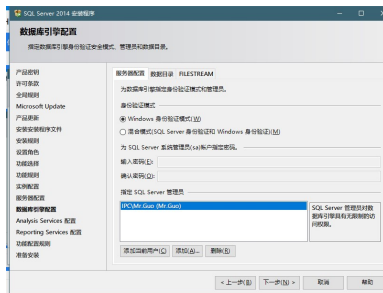 SQL Server 2014 安装程序
数据库引擎配置
指定数据库引擎身份验证安全模式、管理员和数据目录。
产品密钥
许可条款
全局规则
Microsoft Update
产品更新
安装安装程序文件
安装规则
设置角色
功能选择
功能规则
实例配置
服务器配置
数据库引擎配置
Analysis Services 配置
Reporting Services 配置
功能配置规则
准备安装
服务器配置 数据目录 FILESTREAM
为数据库引擎指定身份验证模式和管理员。
身份验证模式
Windows 身份验证模式(W)
混合模式(SQL Server 身份验证和 Windows 身份验证)(M)
为 SQL Server 系统管理员(sa)帐户指定密码。
输入密码(E):
确认密码(O):
指定 SQL Server 管理员
IPC\Mr.Guo (Mr.Guo)
SQL Server 管理员对数
据库引擎具有无限制的访
问权限。
添加当前用户(C) 添加(A)... 删除(R)
< 上一步(B) 下一步(N) > 取消 帮助